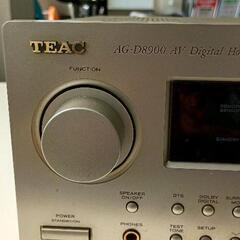 TEAC
AG-D8900 AV Digital Ho
FUNCTION
SPEAKER
ON/OFF
DTS
DOLBY
DIGITAL
POWER
STANDBY/ON
PHONES
TEST
TONE
SETUP